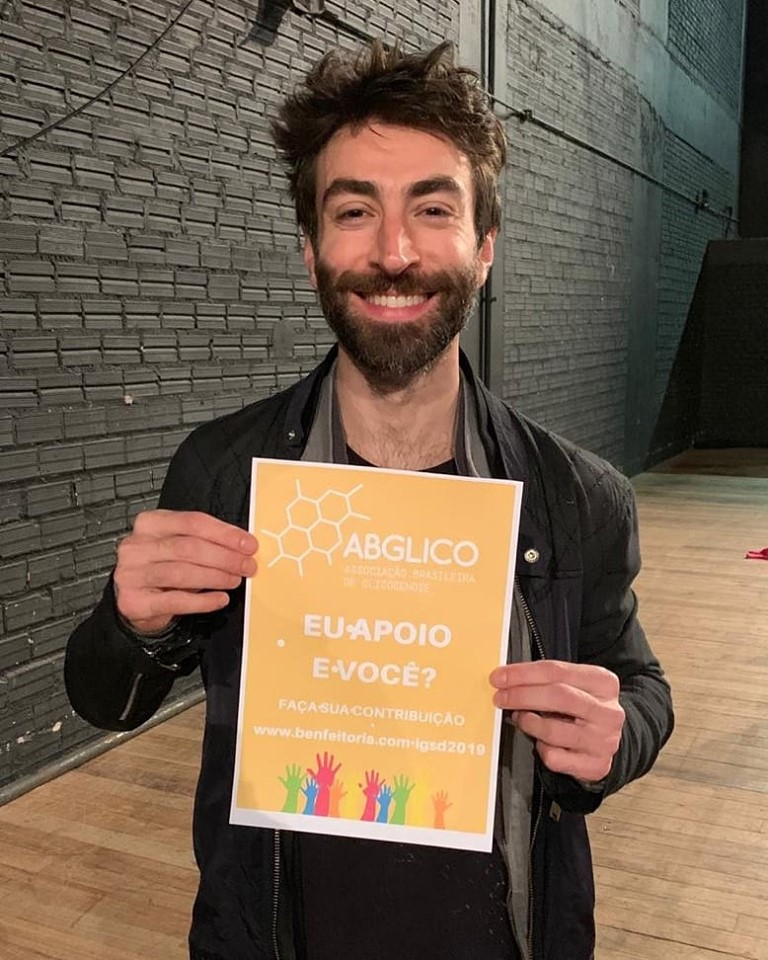 ABGLICO
ASSOCIAÇÃO BRASILEIRA
DE GLICOGENOSE
EU APOIO
E VOCÊ?
FAÇA SUA CONTRIBUIÇÃO
www.benfeitoria.com/igsd2019